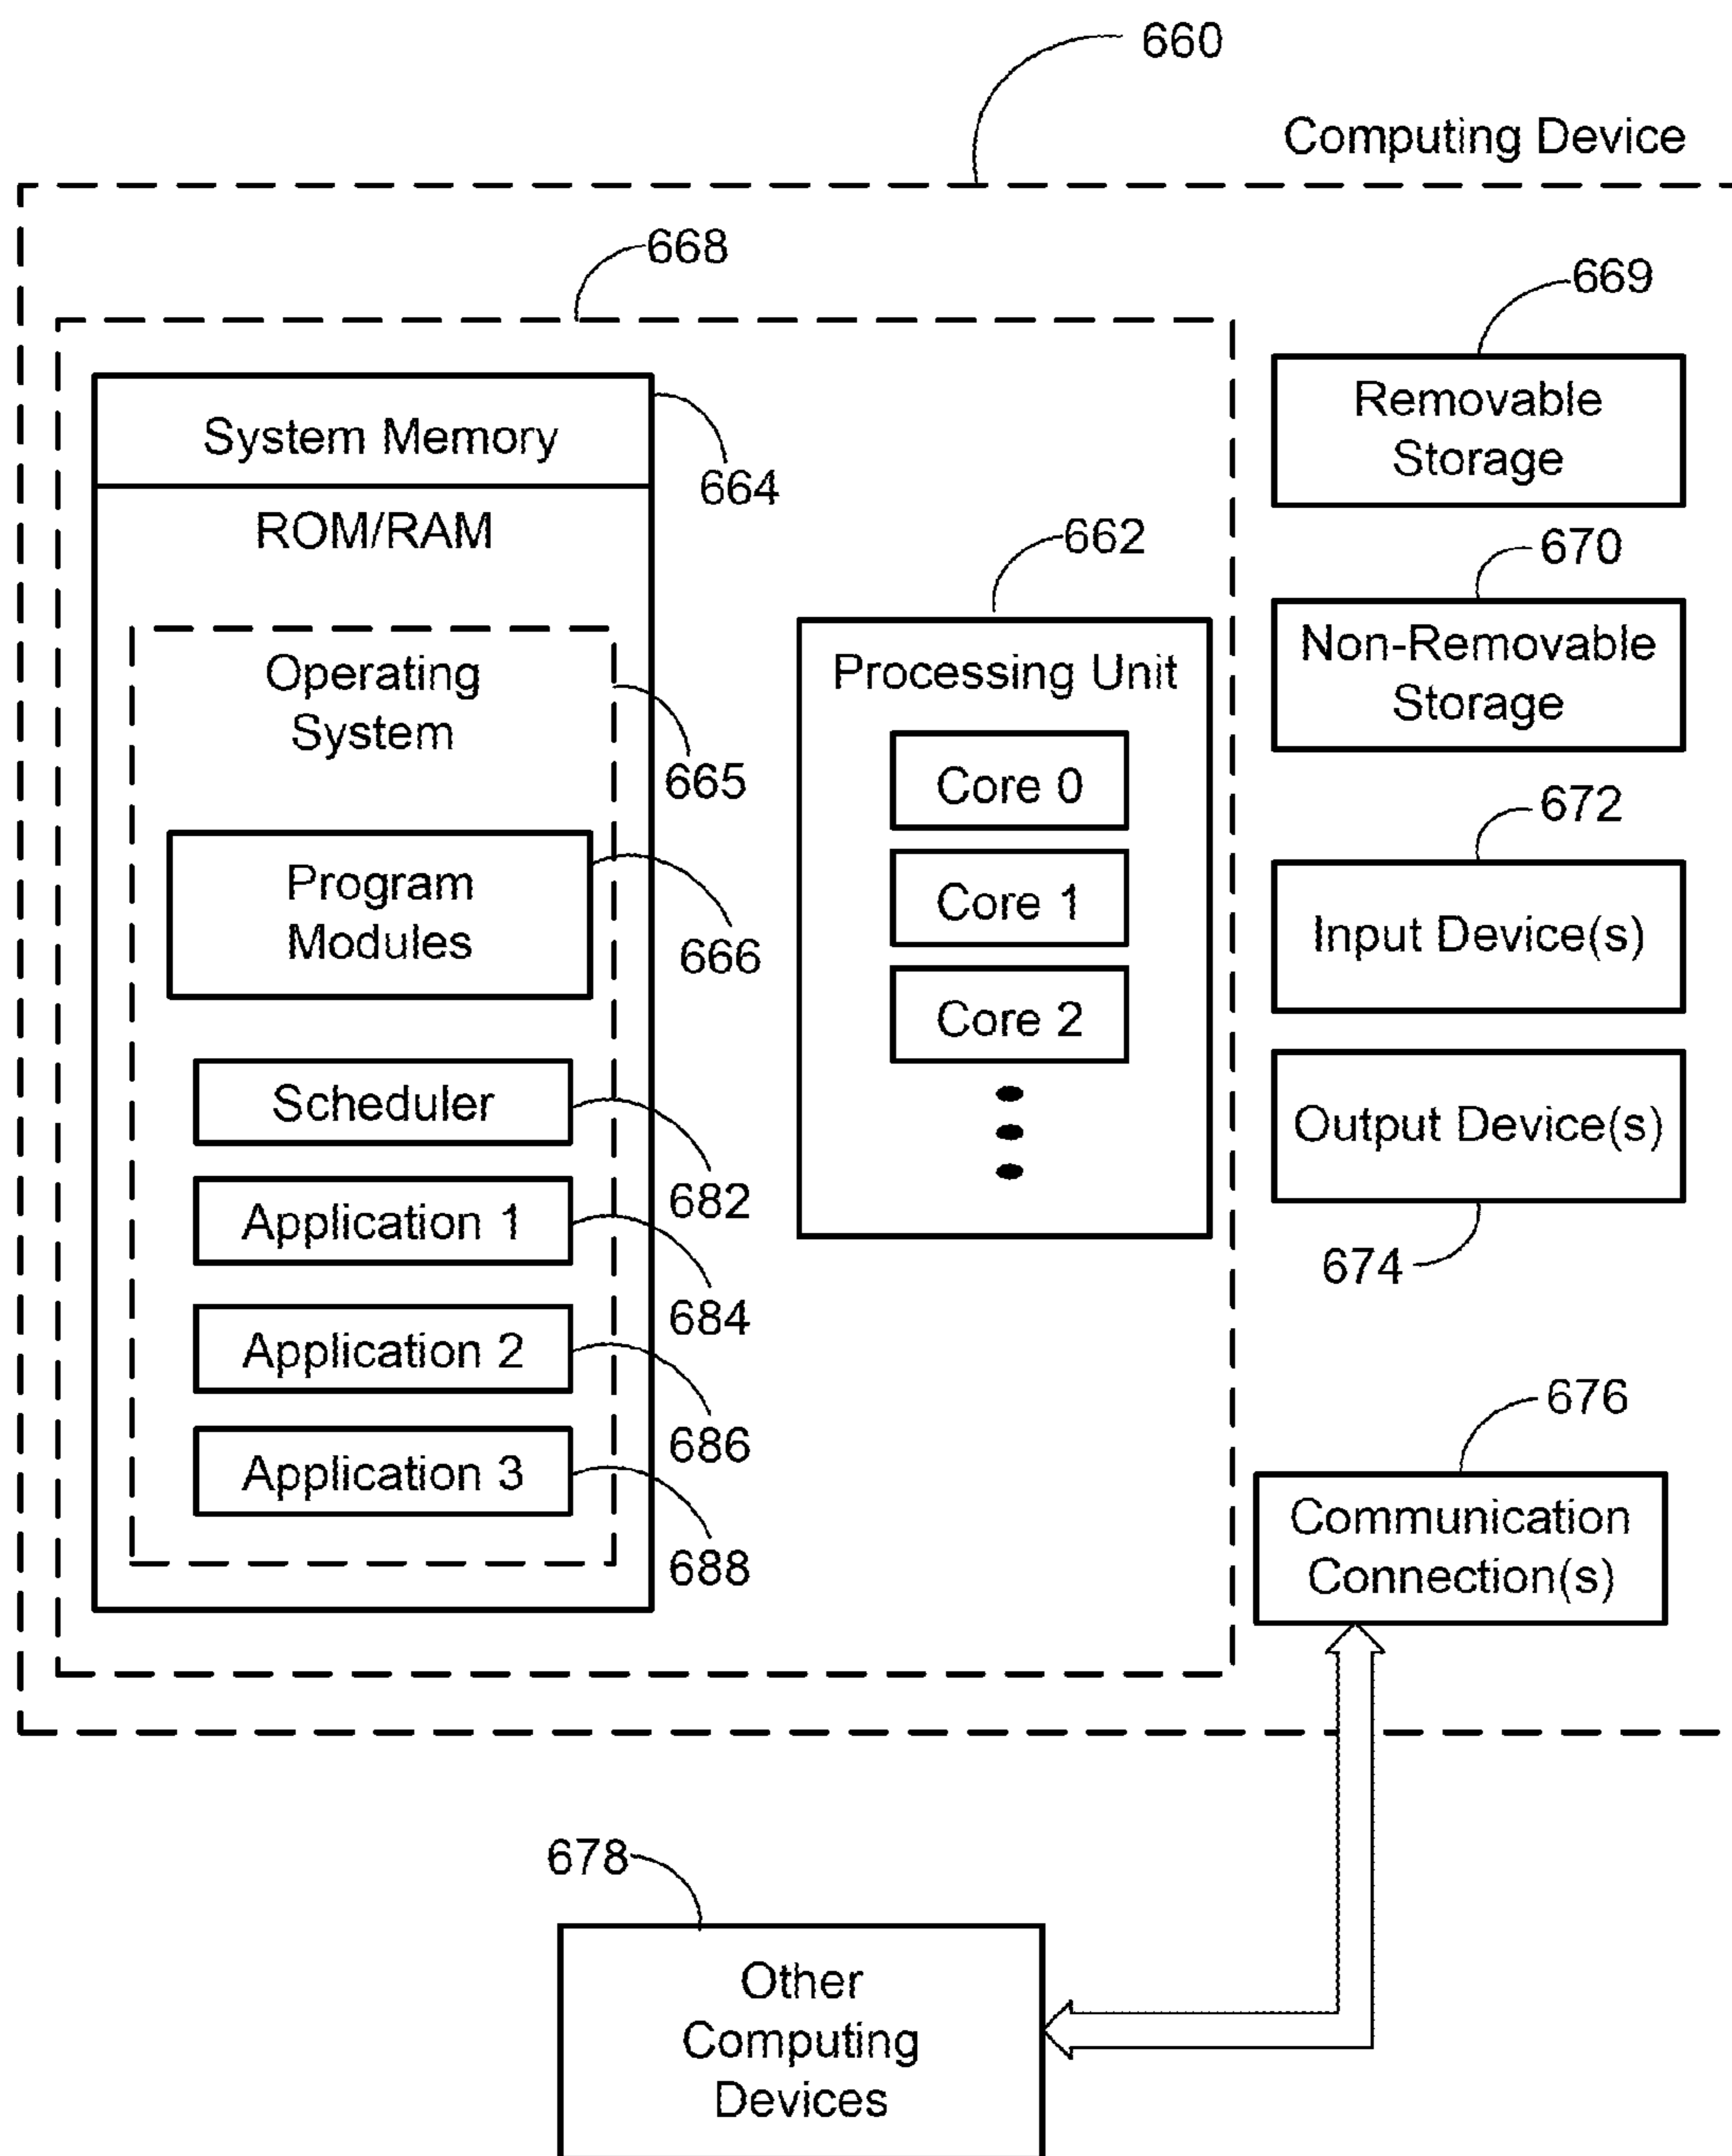 660
Computing Device
668
669
System Memory
664
ROM/RAM
Operating
System
665
Program
Modules
666
Scheduler
682
Application 1
684
Application 2
686
Application 3
688
662
Processing Unit
Core 0
Core 1
Core 2
Removable
Storage
670
Non-Removable
Storage
672
Input Device(s)
Output Device(s)
674
676
Communication
Connection(s)
678
Other
Computing
Devices